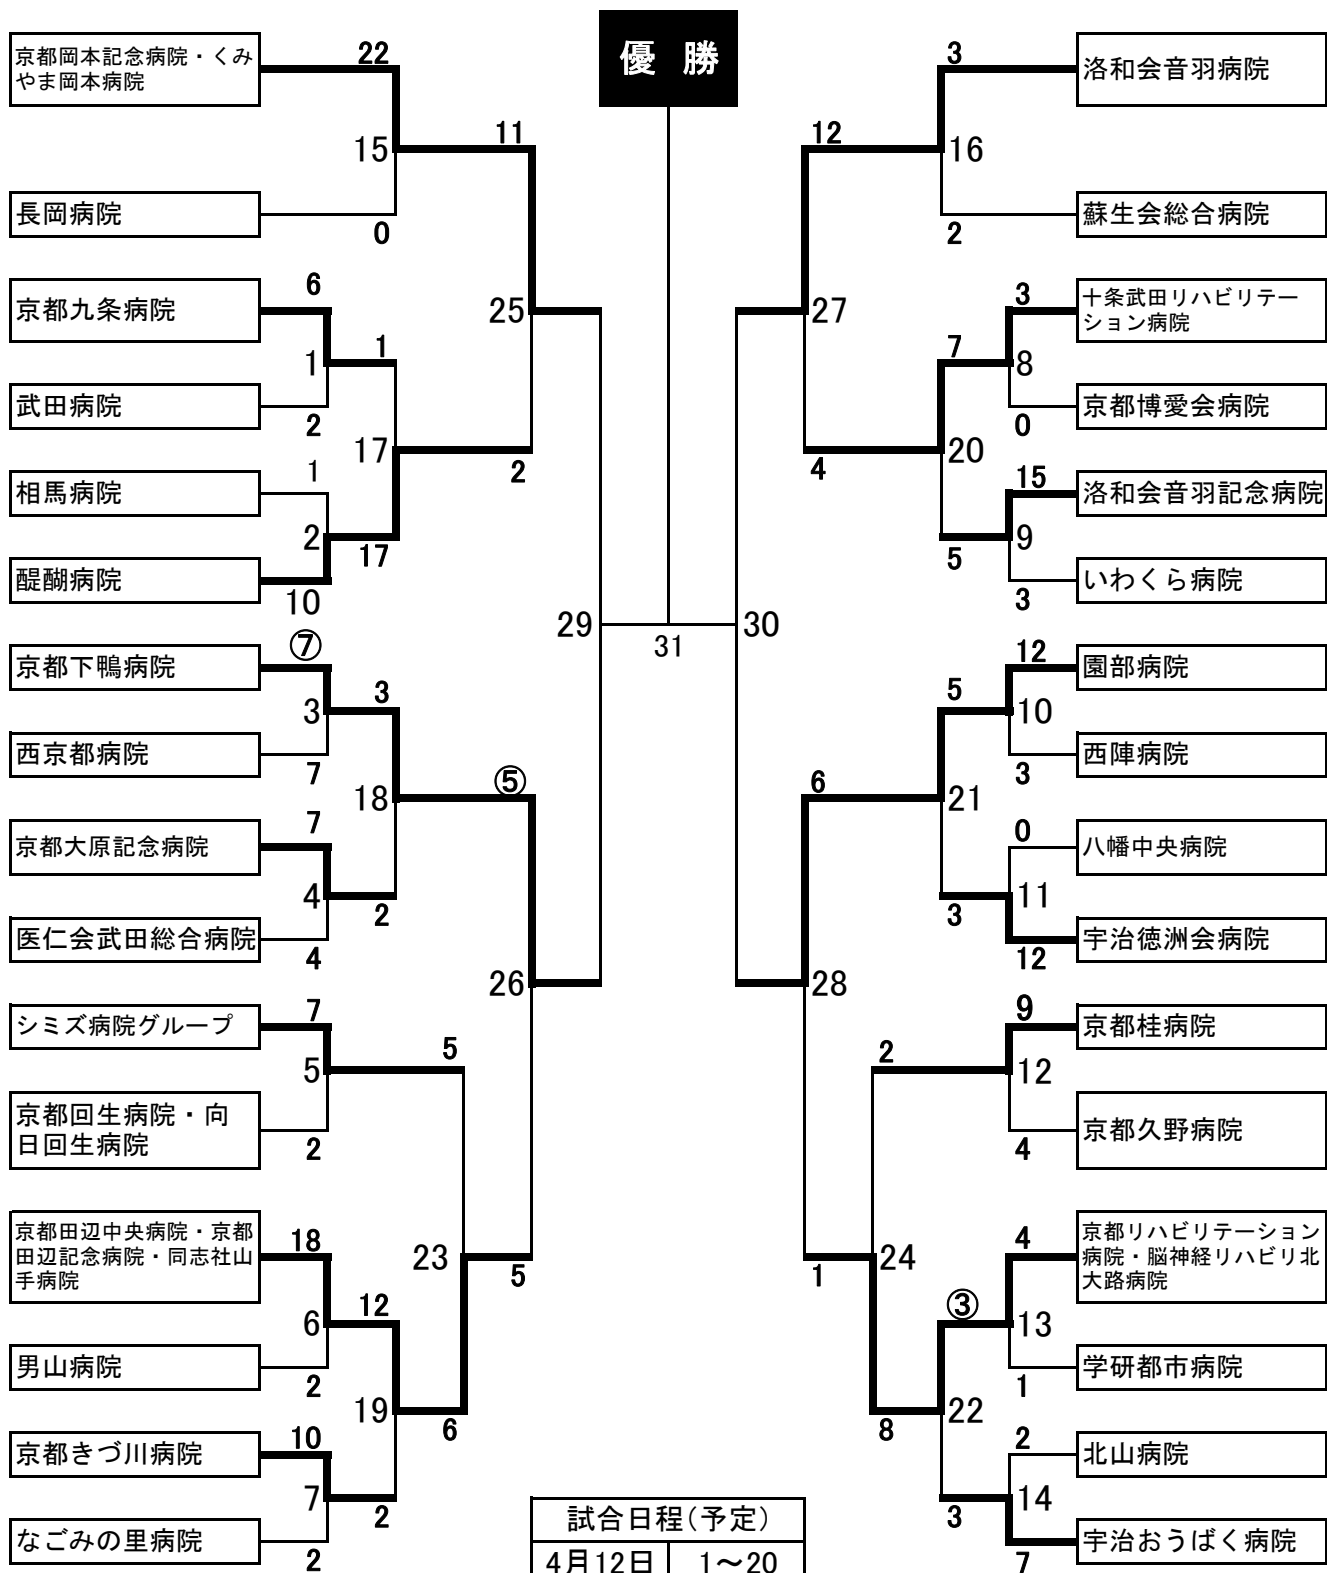 優 勝
京都岡本記念病院・くみ
やま岡本病院
22
15
11
長岡病院
0
京都九条病院
6
1
1
武田病院
2
25
17
2
相馬病院
1
2
17
醍醐病院
10
京都下鴨病院
⑦
3
3
西京都病院
7
18
⑤
京都大原記念病院
7
4
2
医仁会武田総合病院
4
29
31
30
26
シミズ病院グループ
7
5
5
京都回生病院・向
日回生病院
2
23
5
京都田辺中央病院・京都
田辺記念病院・同志社山
手病院
18
6
12
男山病院
2
19
6
京都きづ川病院
10
7
2
なごみの里病院
2
洛和会音羽病院
3
16
12
蘇生会総合病院
2
27
十条武田リハビリテー
ション病院
3
8
7
京都博愛会病院
0
20
4
洛和会音羽記念病院
15
9
5
いわくら病院
3
園部病院
12
10
5
西陣病院
3
21
6
八幡中央病院
0
11
3
宇治徳洲会病院
12
28
京都桂病院
9
12
2
京都久野病院
4
24
1
京都リハビリテーション
病院・脳神経リハビリ北
大路病院
4
13
③
学研都市病院
1
22
8
北山病院
2
14
3
宇治おうばく病院
7
試合日程(予定)
4月12日 1～20